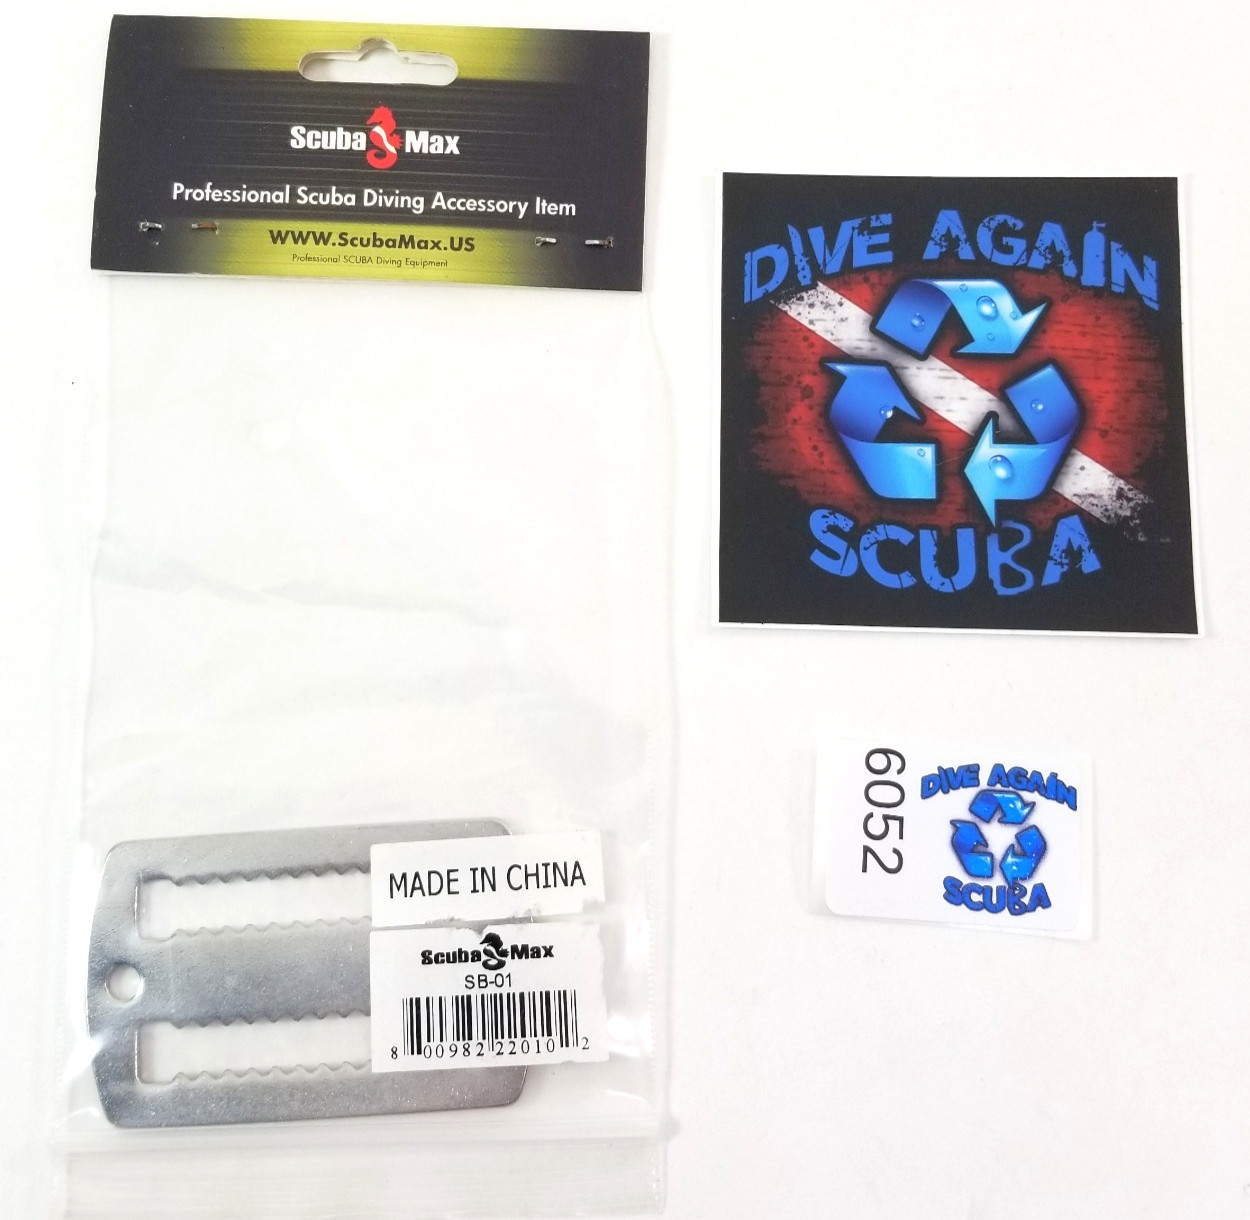 Scuba Max
Professional Scuba Diving Accessory Item
WWW.ScubaMax.US
Professional SCUBA Diving Equipment
MADE IN CHINA
Scuba Max
SB-01
8 00982 22010 2
DIVE AGAIN
SCUBA
6052
DIVE AGAIN
SCUBA